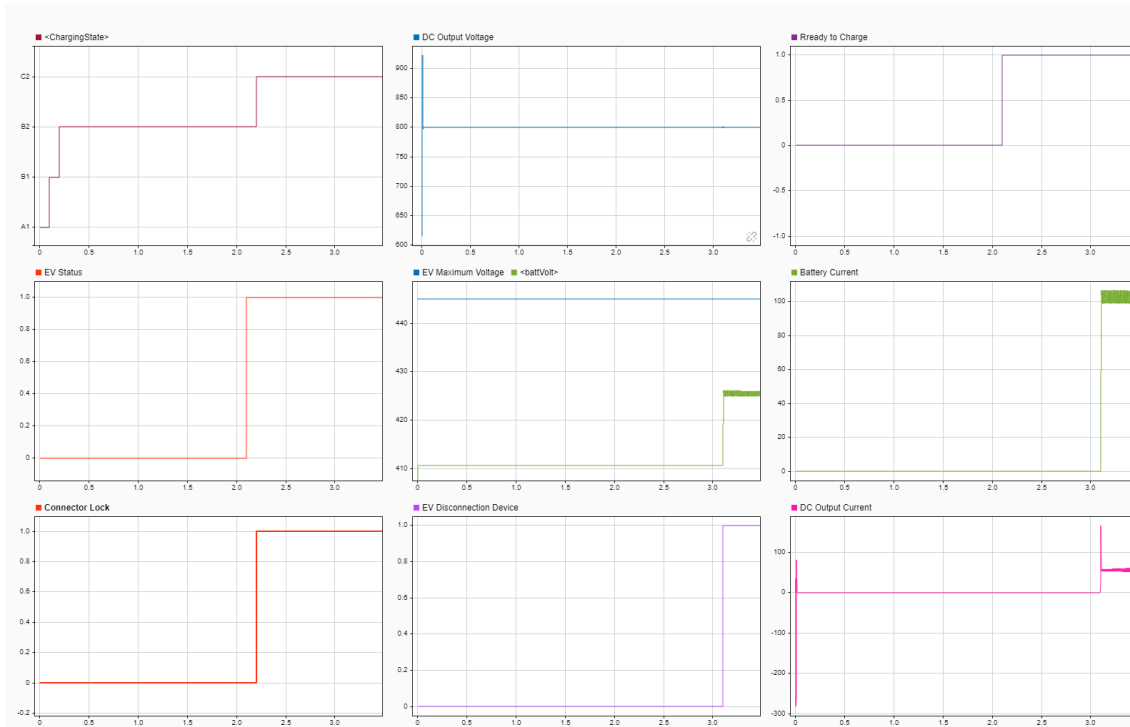 <ChargingState>
C2
B2
B1
A1
0 0.5 1.0 1.5 2.0 2.5 3.0
DC Output Voltage
900
850
800
750
700
650
600
0 0.5 1.0 1.5 2.0 2.5 3.0
Rready to Charge
1.0
0.5
0
-0.5
-1.0
0 0.5 1.0 1.5 2.0 2.5 3.0
EV Status
1.0
0.8
0.6
0.4
0.2
0
0 0.5 1.0 1.5 2.0 2.5 3.0
EV Maximum Voltage <battVolt>
440
430
420
410
0 0.5 1.0 1.5 2.0 2.5 3.0
Battery Current
100
80
60
40
20
0
0 0.5 1.0 1.5 2.0 2.5 3.0
Connector Lock
1.0
0.8
0.6
0.4
0.2
0
-0.2
0 0.5 1.0 1.5 2.0 2.5 3.0
EV Disconnection Device
1.0
0.8
0.6
0.4
0.2
0
0 0.5 1.0 1.5 2.0 2.5 3.0
DC Output Current
100
0
-100
-200
-300
0 0.5 1.0 1.5 2.0 2.5 3.0